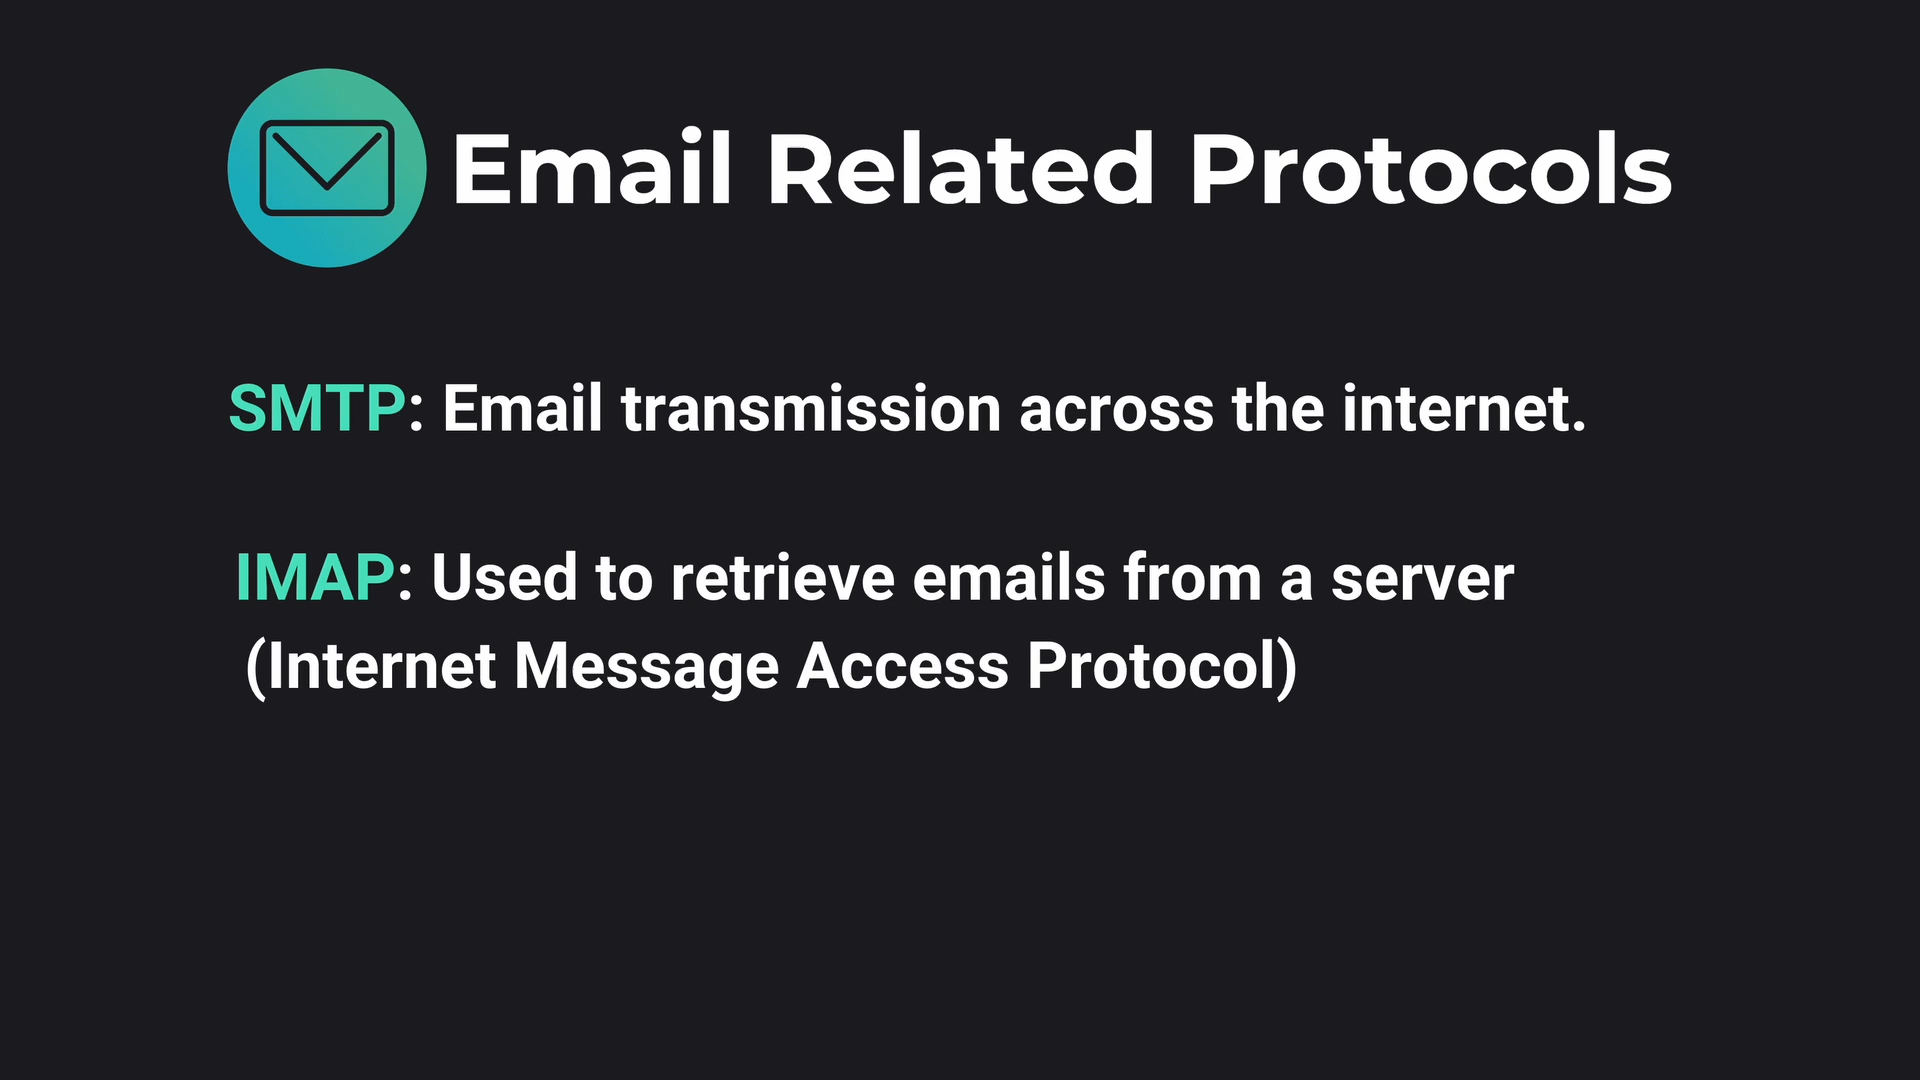 Email Related Protocols
SMTP: Email transmission across the internet.
IMAP: Used to retrieve emails from a server
(Internet Message Access Protocol)